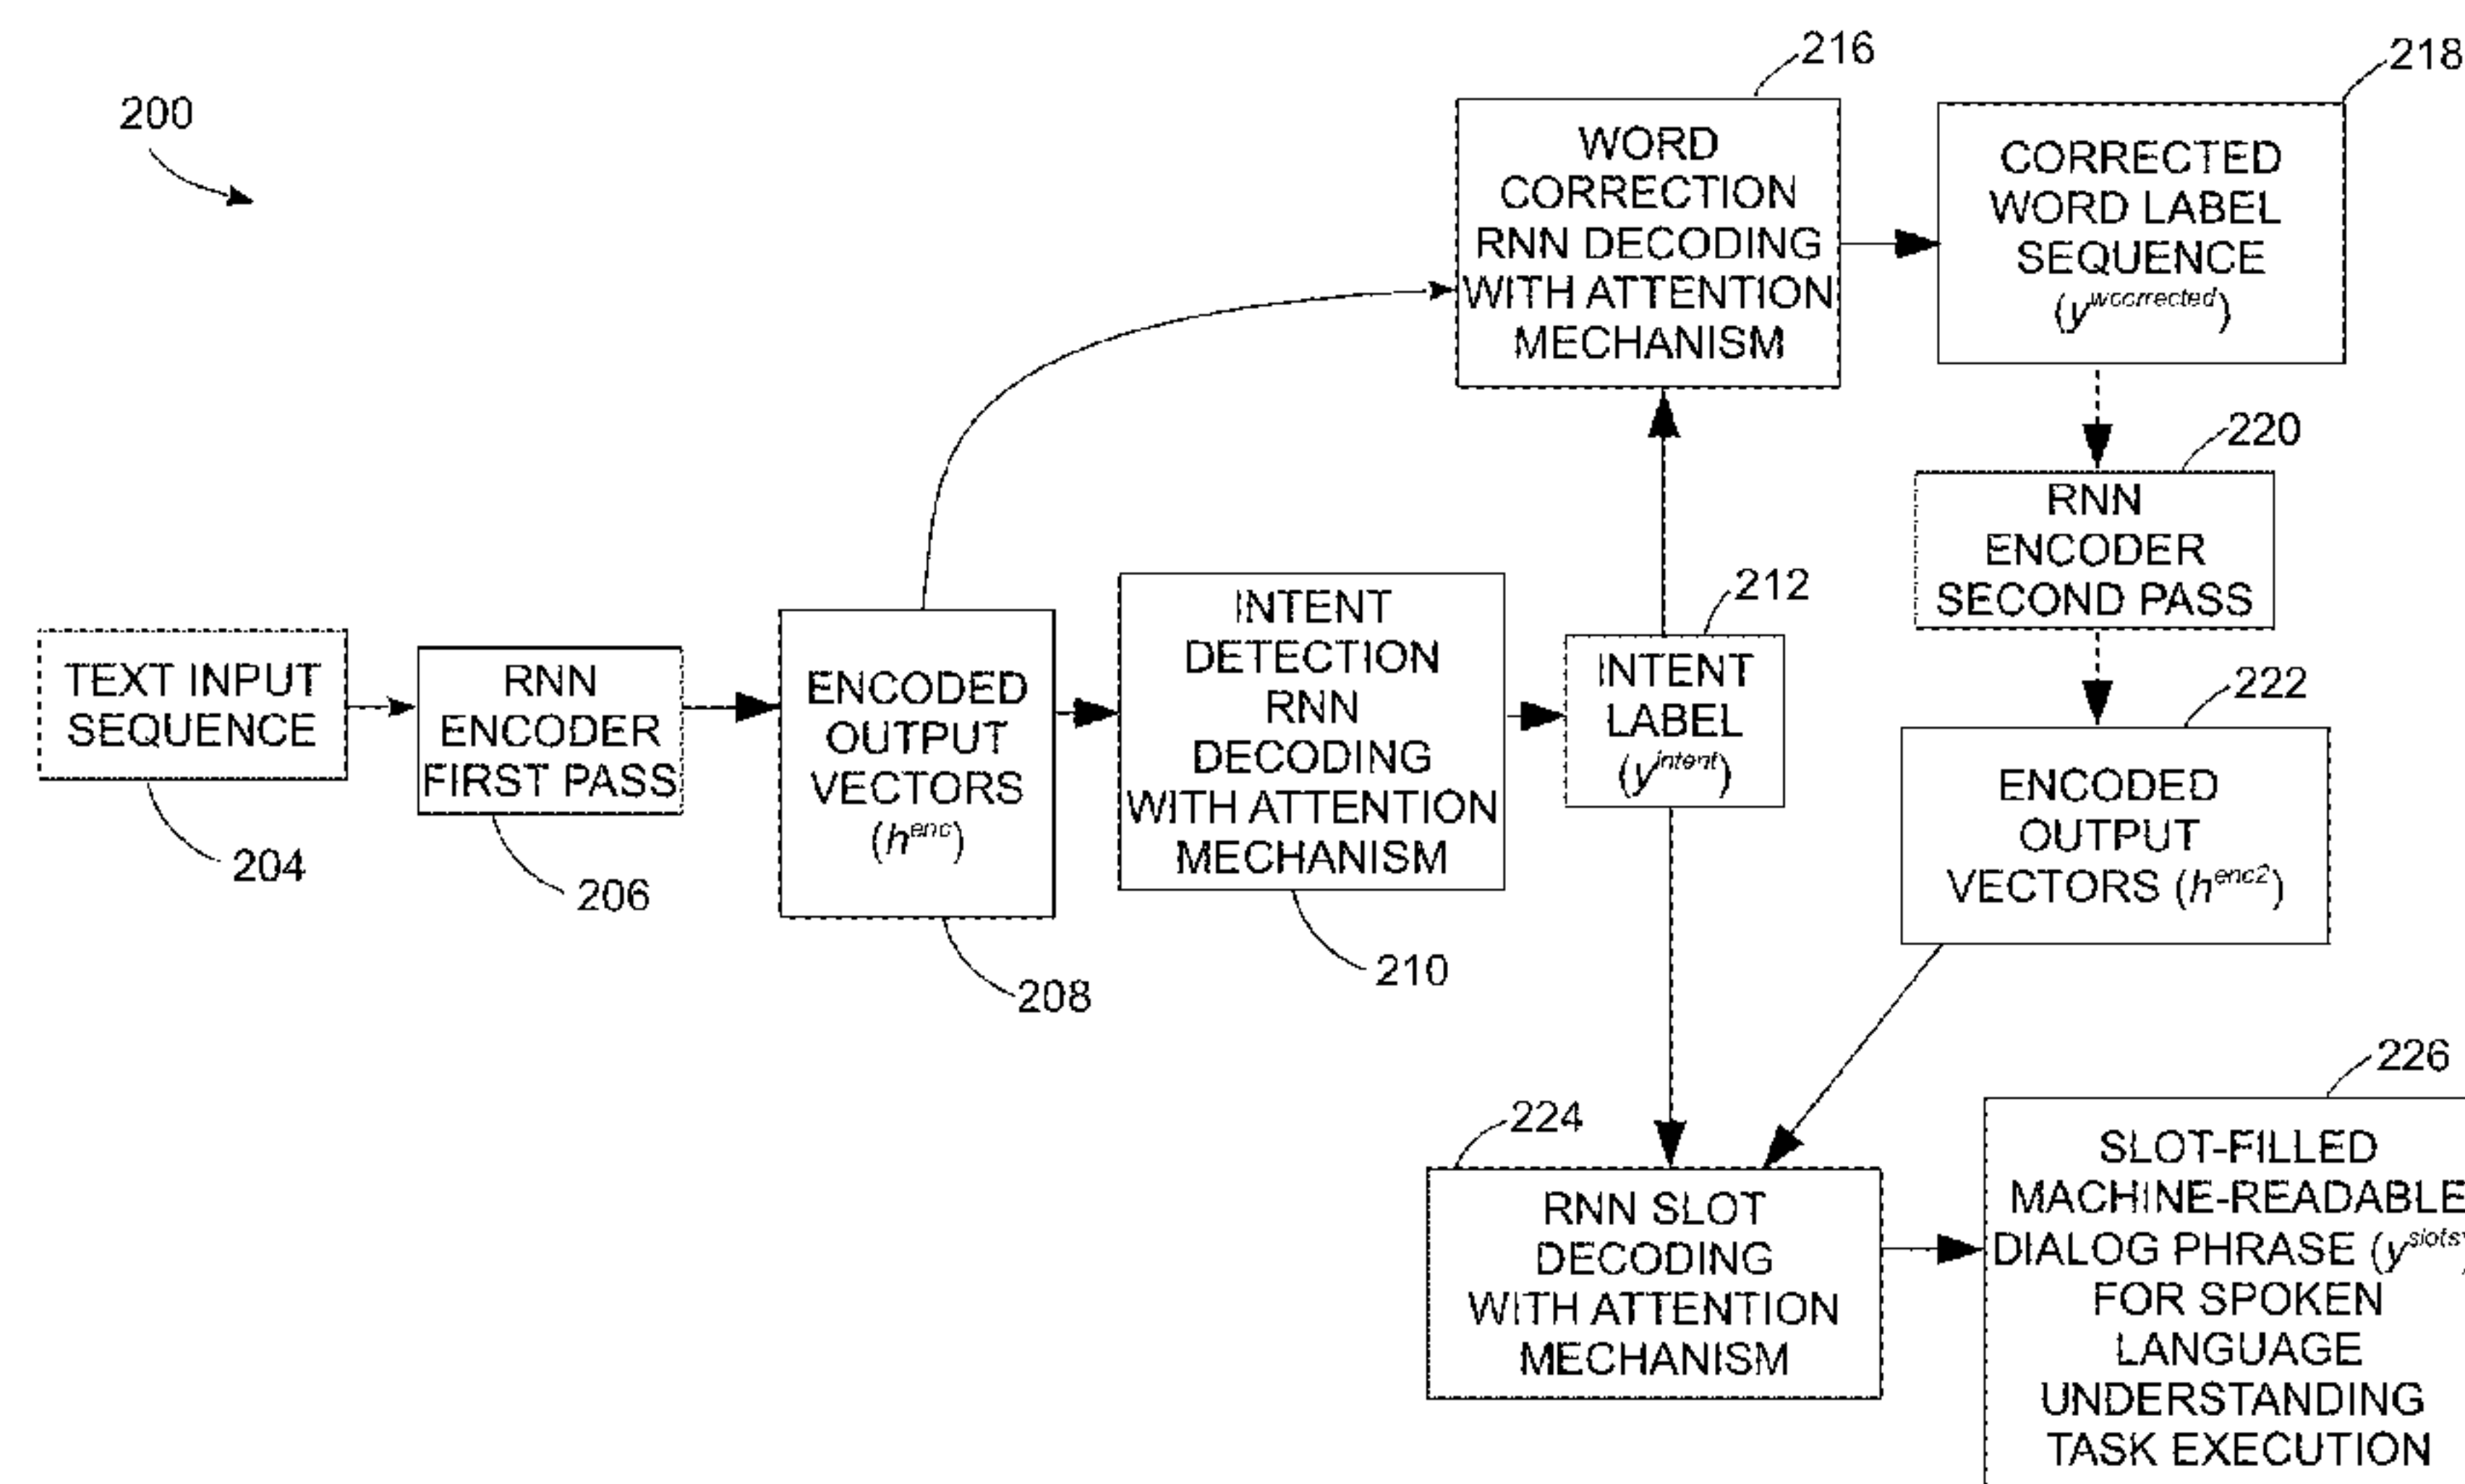 200
216
WORD
CORRECTION
RNN DECODING
WITH ATTENTION
MECHANISM
218
CORRECTED
WORD LABEL
SEQUENCE
(y^wcorrected)
220
RNN
ENCODER
SECOND PASS
TEXT INPUT
SEQUENCE
204
RNN
ENCODER
FIRST PASS
206
ENCODED
OUTPUT
VECTORS
(h^enc)
208
INTENT
DETECTION
RNN
DECODING
WITH ATTENTION
MECHANISM
210
212
INTENT
LABEL
(y^intent)
222
ENCODED
OUTPUT
VECTORS (h^enc2)
224
RNN SLOT
DECODING
WITH ATTENTION
MECHANISM
226
SLOT-FILLED
MACHINE-READABLE
DIALOG PHRASE (y^slots)
FOR SPOKEN
LANGUAGE
UNDERSTANDING
TASK EXECUTION